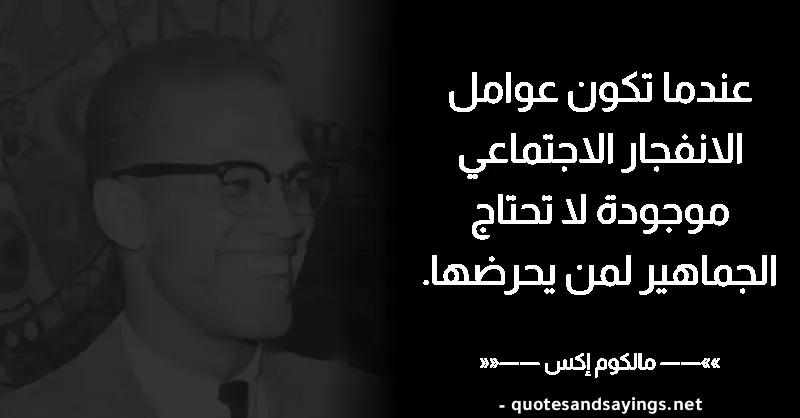 عندما تكون عوامل
الانفجار الاجتماعي
موجودة لا تحتاج
الجماهير لمن يحرضها.
»—— مالكوم إكس ——««
- quotesandsayings.net